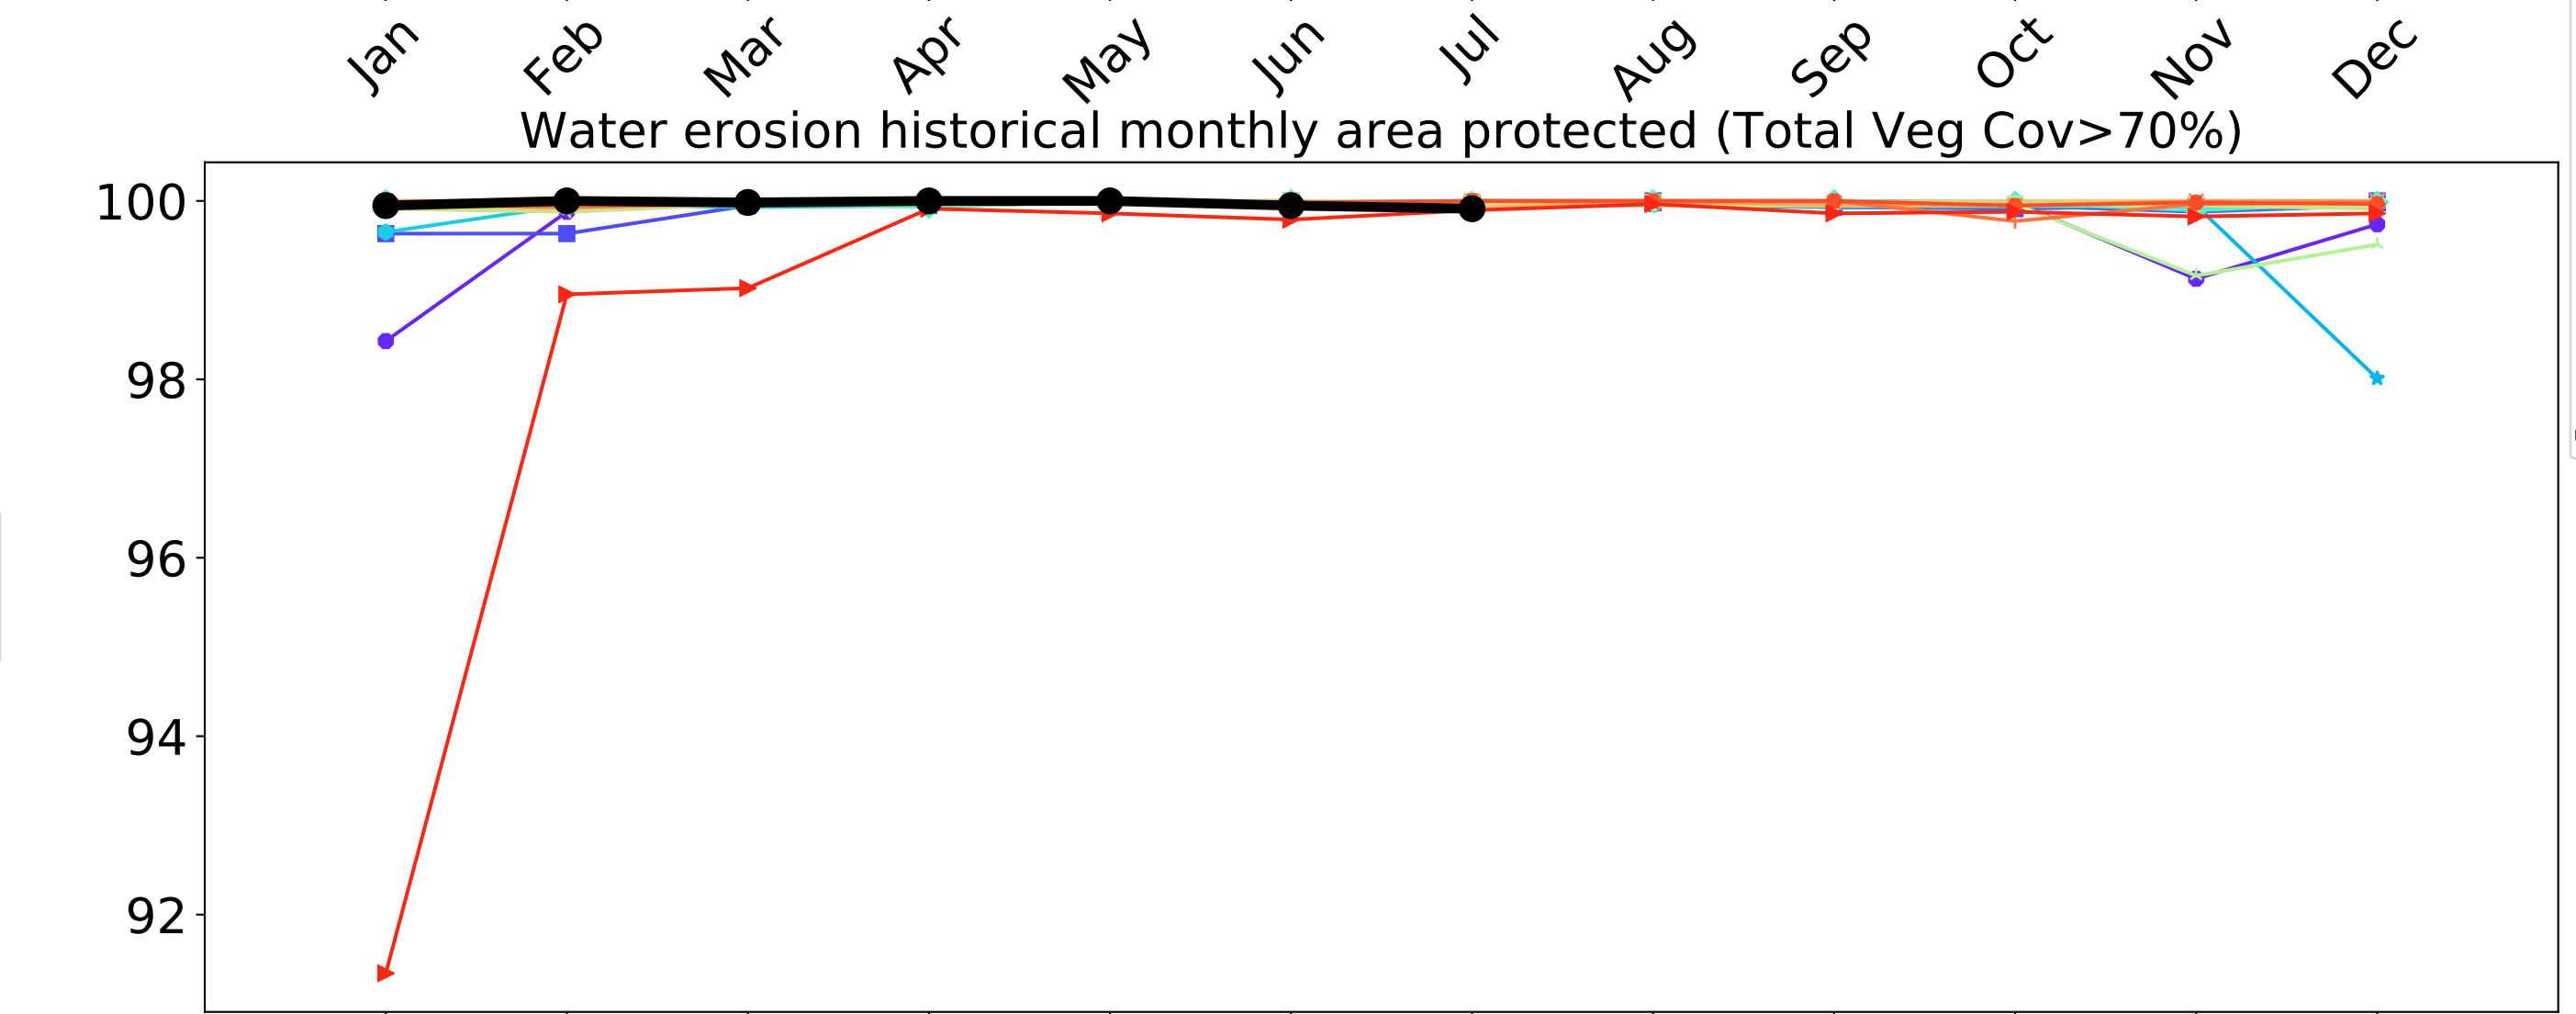 Jan Feb Mar Apr May Jun Jul Aug Sep Oct Nov Dec
Water erosion historical monthly area protected (Total Veg Cov>70%)
100
98
96
94
92